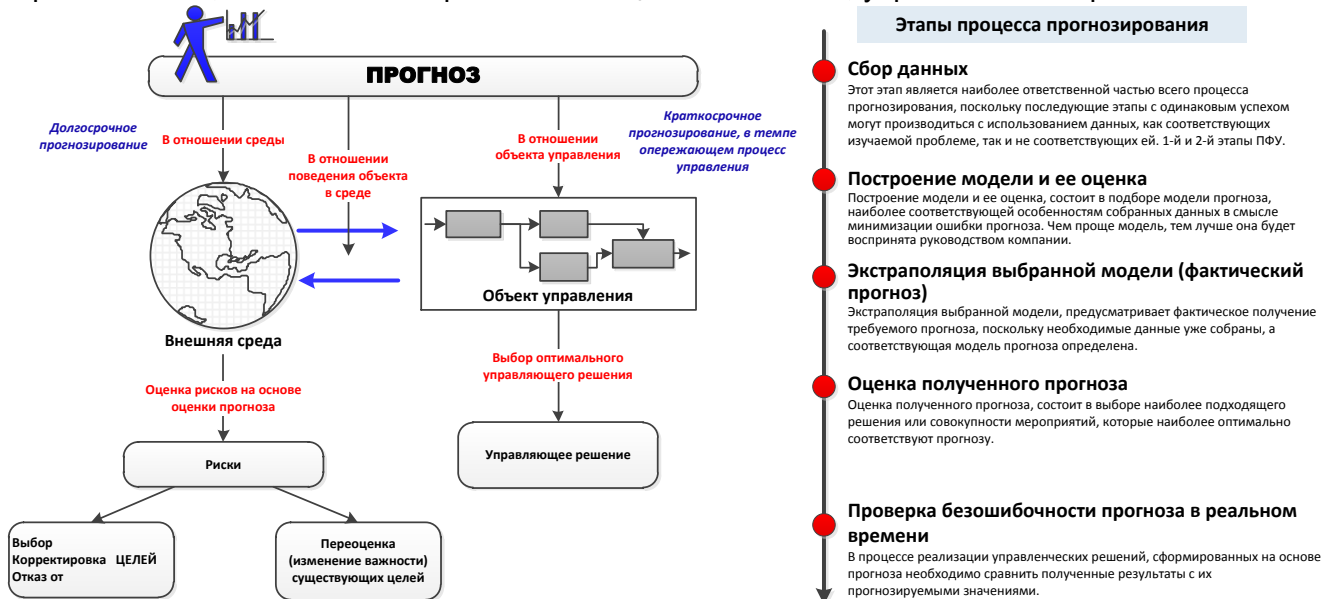 ПРОГНОЗ
Долгосрочное
прогнозирование
В отношении среды
В отношении
поведения объекта
в среде
В отношении
объекта управления
Краткосрочное
прогнозирование, в темпе
опережающем процесс
управления
Объект управления
Внешняя среда
Оценка рисков на основе
оценки прогноза
Выбор оптимального
управляющего решения
Риски
Управляющее решение
Выбор
Корректировка ЦЕЛЕЙ
Отказ от
Переоценка
(изменение важности)
существующих целей
Этапы процесса прогнозирования
Сбор данных
Этот этап является наиболее ответственной частью всего процесса
прогнозирования, поскольку последующие этапы с одинаковым успехом
могут производиться с использованием данных, как соответствующих
изучаемой проблеме, так и не соответствующих ей. 1-й и 2-й этапы ПФУ.
Построение модели и ее оценка
Построение модели и ее оценка, состоит в подборе модели прогноза,
наиболее соответствующей особенностям собранных данных в смысле
минимизации ошибки прогноза. Чем проще модель, тем лучше она будет
воспринята руководством компании.
Экстраполяция выбранной модели (фактический
прогноз)
Экстраполяция выбранной модели, предусматривает фактическое получение
требуемого прогноза, поскольку необходимые данные уже собраны, а
соответствующая модель прогноза определена.
Оценка полученного прогноза
Оценка полученного прогноза, состоит в выборе наиболее подходящего
решения или совокупности мероприятий, которые наиболее оптимально
соответствуют прогнозу.
Проверка безошибочности прогноза в реальном
времени
В процессе реализации управленческих решений, сформированных на основе
прогноза необходимо сравнить полученные результаты с их
прогнозируемыми значениями.